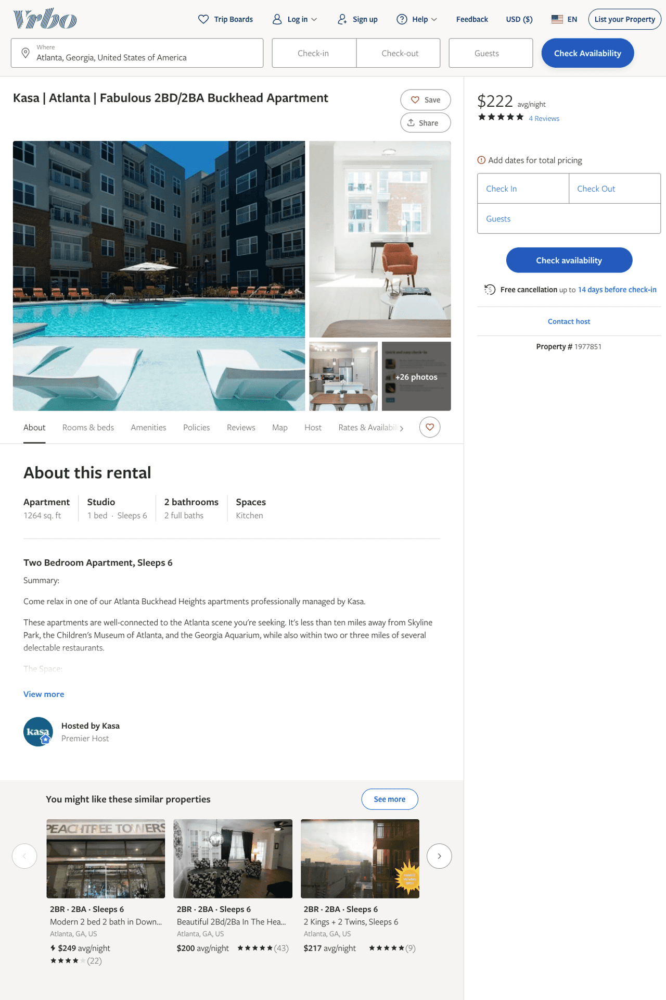 Vrbo
Trip Boards
Log in
Sign up
Help
Feedback
USD ($)
EN
List your Property
Where
Atlanta, Georgia, United States of America
Check-in
Check-out
Guests
Check Availability
Kasa | Atlanta | Fabulous 2BD/2BA Buckhead Apartment
Save
Share
$222 avg/night
4 Reviews
Add dates for total pricing
Check In
Check Out
Guests
Check availability
Free cancellation up to 14 days before check-in
Contact host
Property # 1977851
Quick and easy check-in
+26 photos
About
Rooms & beds
Amenities
Policies
Reviews
Map
Host
Rates & Availabili
About this rental
Apartment
1264 sq. ft
Studio
1 bed · Sleeps 6
2 bathrooms
2 full baths
Spaces
Kitchen
Two Bedroom Apartment, Sleeps 6
Summary:
Come relax in one of our Atlanta Buckhead Heights apartments professionally managed by Kasa.
These apartments are well-connected to the Atlanta scene you're seeking. It's less than ten miles away from Skyline
Park, the Children's Museum of Atlanta, and the Georgia Aquarium, while also within two or three miles of several
delectable restaurants.
The Space:
View more
kasa
Hosted by Kasa
Premier Host
You might like these similar properties
See more
PEACHTREE TOWERS
2BR · 2BA · Sleeps 6
Modern 2 bed 2 bath in Down...
Atlanta, GA, US
$249 avg/night
(22)
2BR · 2BA · Sleeps 6
Beautiful 2Bd/2Ba In The Hea...
Atlanta, GA, US
$200 avg/night
(43)
2BR · 2BA · Sleeps 6
2 Kings + 2 Twins, Sleeps 6
Atlanta, GA, US
$217 avg/night
(9)